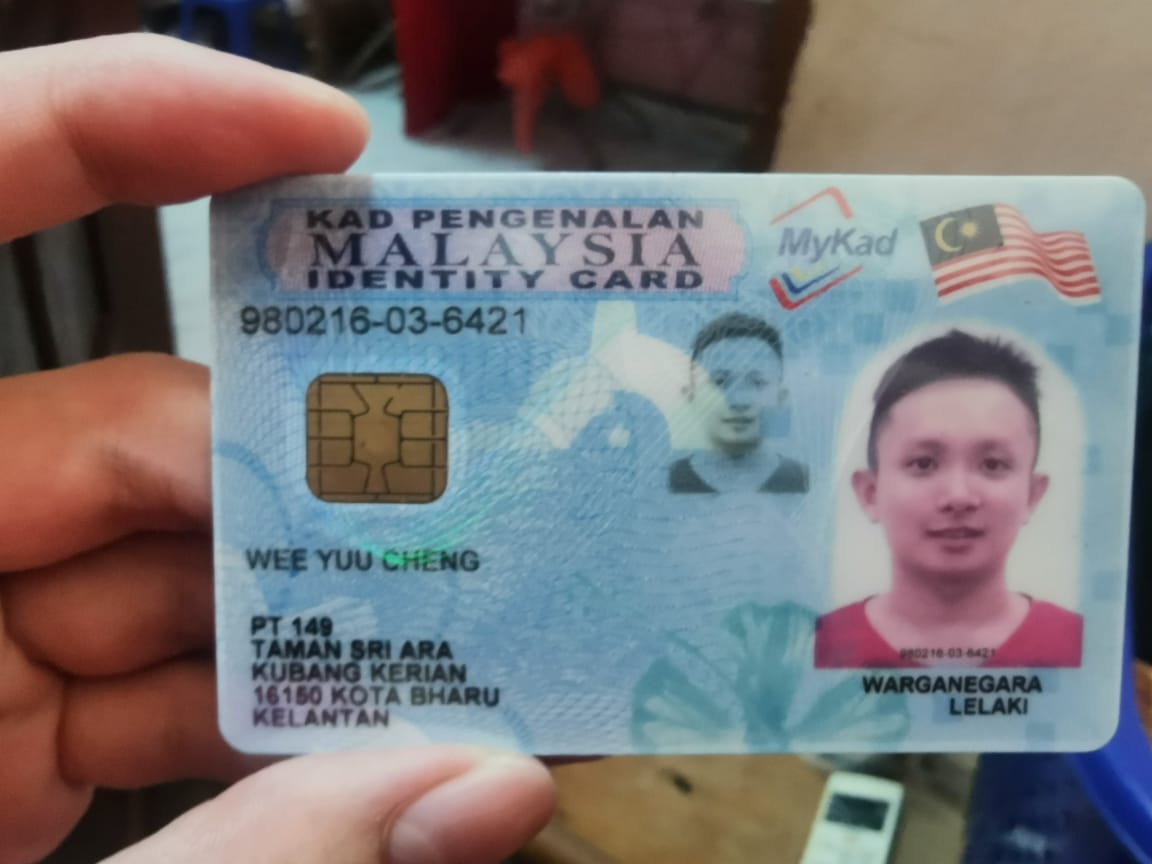 KAD PENGENALAN
MALAYSIA
IDENTITY CARD
MyKad
980216-03-6421
WEE YUU CHENG
PT 149
TAMAN SRI ARA
KUBANG KERIAN
16150 KOTA BHARU
KELANTAN
980216-03-6421
WARGANEGARA
LELAKI